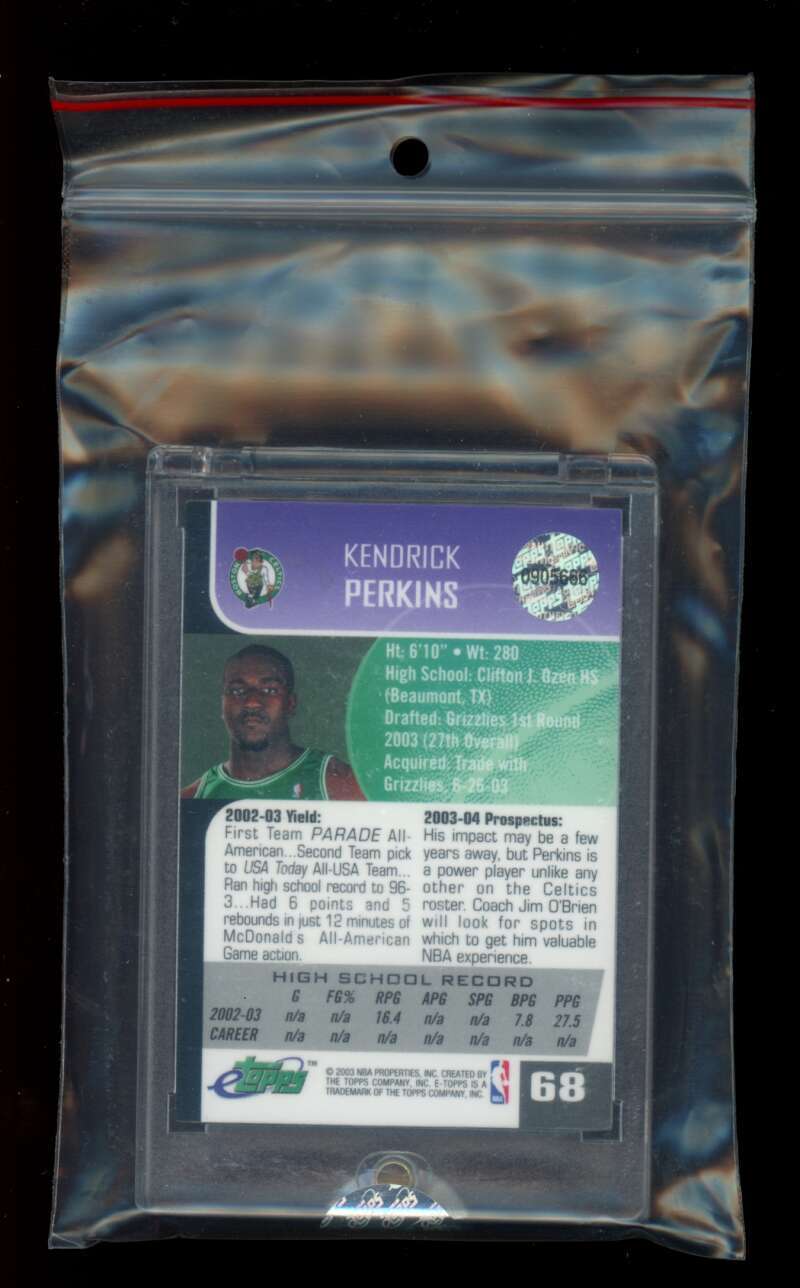 KENDRICK
PERKINS
0905666
Ht: 6'10" • Wt: 280
High School: Clifton J. Ozen HS
(Beaumont, TX)
Drafted: Grizzlies 1st Round
2003 (27th Overall)
Acquired: Trade with
Grizzlies, 6-26-03
2002-03 Yield:
First Team PARADE All-
American...Second Team pick
to USA Today All-USA Team...
Ran high school record to 96-
3...Had 6 points and 5
rebounds in just 12 minutes of
McDonald's All-American
Game action.
2003-04 Prospectus:
His impact may be a few
years away, but Perkins is
a power player unlike any
other on the Celtics
roster. Coach Jim O'Brien
will look for spots in
which to get him valuable
NBA experience.
HIGH SCHOOL RECORD
G FG% RPG APG SPG BPG PPG
2002-03 n/a n/a 16.4 n/a n/a 7.8 27.5
CAREER n/a n/a n/a n/a n/a n/a n/a
eTopps™
© 2003 NBA PROPERTIES, INC. CREATED BY
THE TOPPS COMPANY, INC. E-TOPPS IS A
TRADEMARK OF THE TOPPS COMPANY, INC.
68